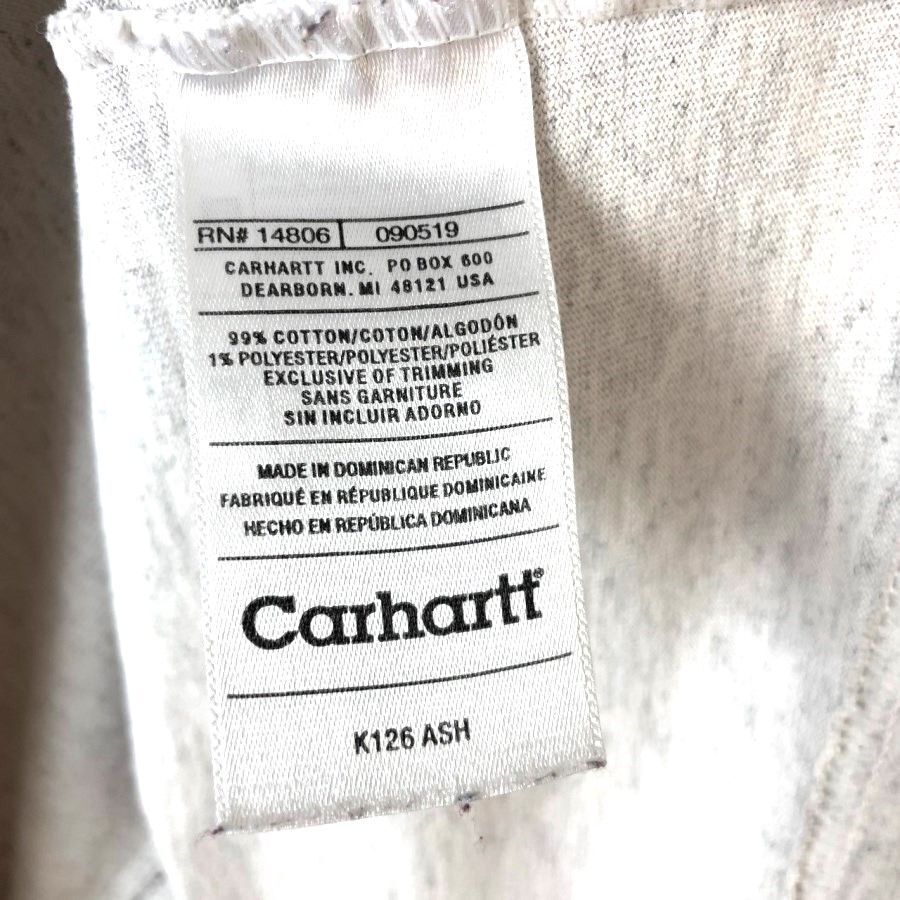 RN# 14806 | 090519
CARHARTT INC. PO BOX 600
DEARBORN. MI 48121 USA
99% COTTON/COTON/ALGODÓN
1% POLYESTER/POLYESTER/POLIÉSTER
EXCLUSIVE OF TRIMMING
SANS GARNITURE
SIN INCLUIR ADORNO
MADE IN DOMINICAN REPUBLIC
FABRIQUÉ EN RÉPUBLIQUE DOMINICAINE
HECHO EN REPÚBLICA DOMINICANA
Carhartt®
K126 ASH